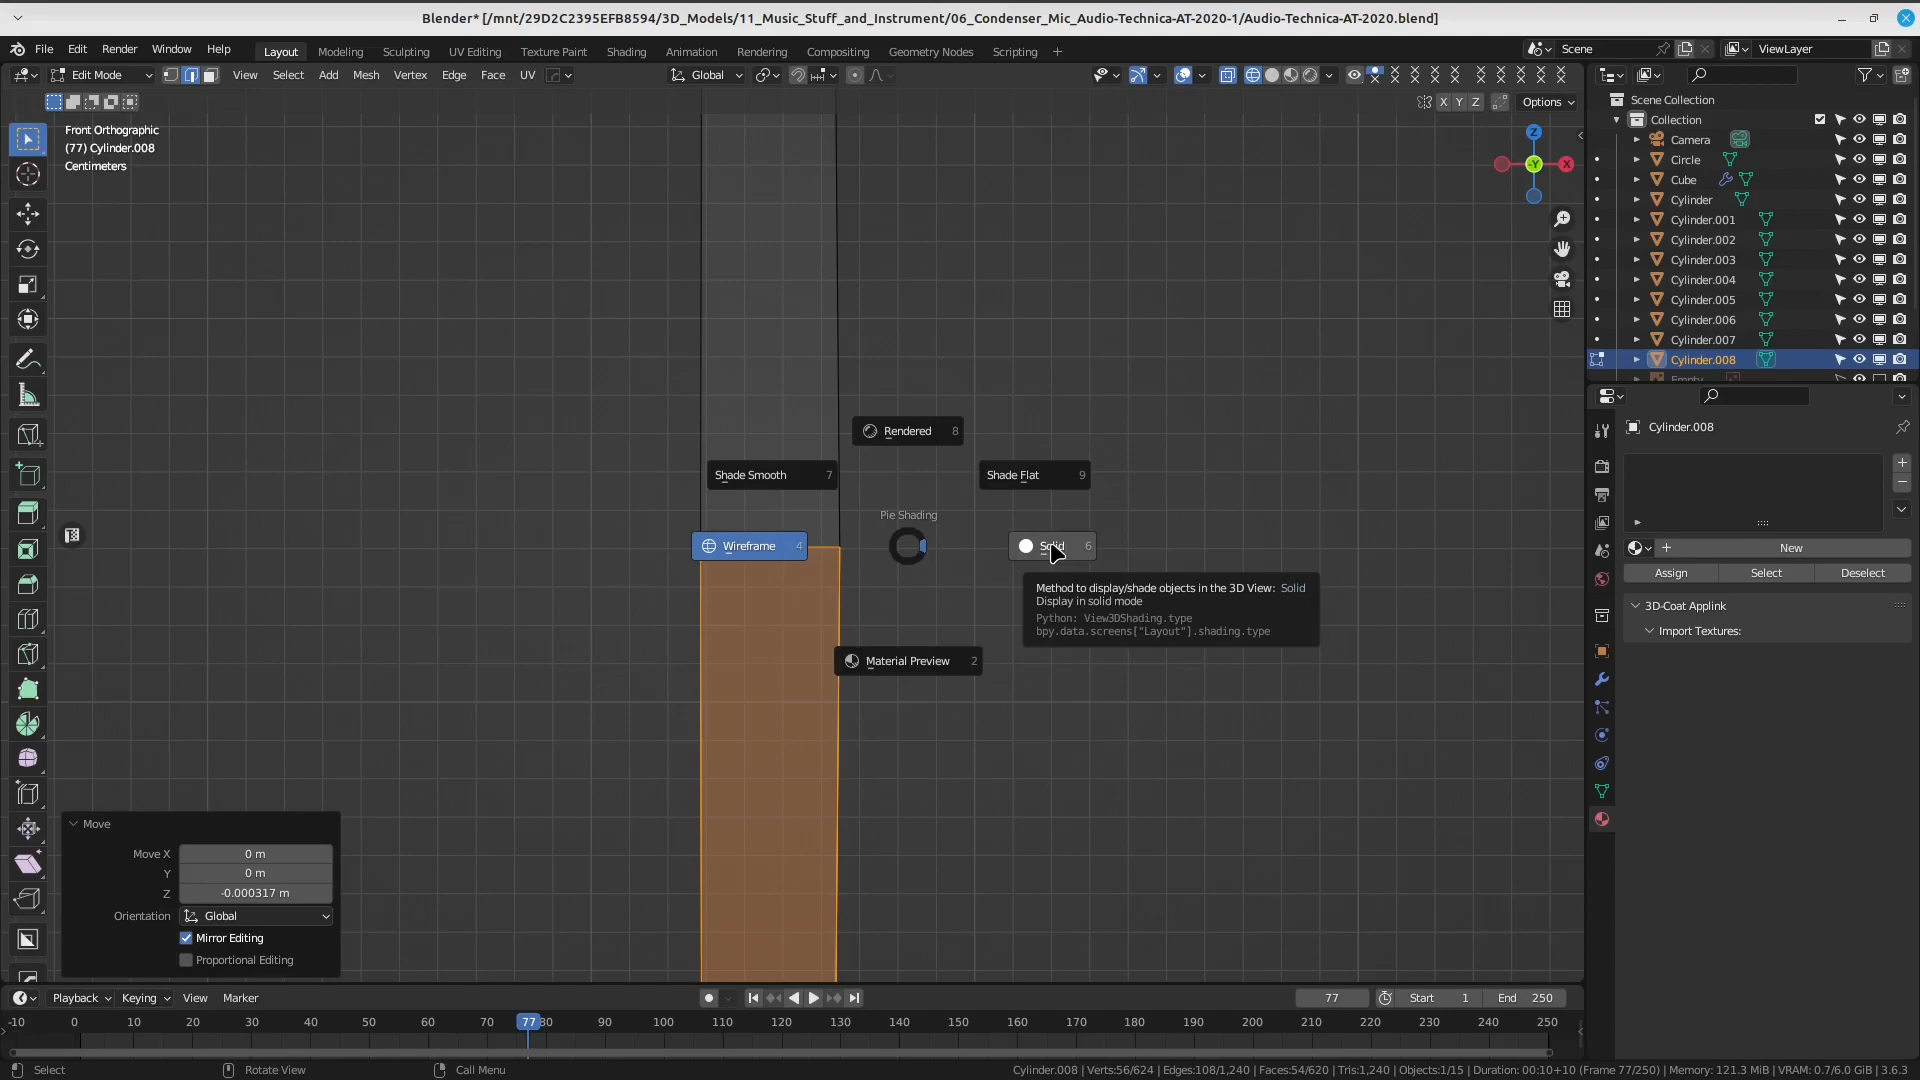 Blender* [/mnt/29D2C2395EFB8594/3D_Models/11_Music_Stuff_and_Instrument/06_Condenser_Mic_Audio-Technica-AT-2020-1/Audio-Technica-AT-2020.blend]
File Edit Render Window Help Layout Modeling Sculpting UV Editing Texture Paint Shading Animation Rendering Compositing Geometry Nodes Scripting + Scene ViewLayer
Edit Mode View Select Add Mesh Vertex Edge Face UV Global
X Y Z Options
Front Orthographic
(77) Cylinder.008
Centimeters
Z
-Y
X
Scene Collection
Collection
Camera
Circle
Cube
Cylinder
Cylinder.001
Cylinder.002
Cylinder.003
Cylinder.004
Cylinder.005
Cylinder.006
Cylinder.007
Cylinder.008
Empty
Rendered 8
Shade Smooth 7
Shade Flat 9
Pie Shading
Wireframe 4
Solid 6
Material Preview 2
Method to display/shade objects in the 3D View: Solid
Display in solid mode
Python: View3DShading.type
bpy.data.screens["Layout"].shading.type
Cylinder.008
New
Assign Select Deselect
3D-Coat Applink
Import Textures:
Move
Move X 0 m
Y 0 m
Z -0.000317 m
Orientation Global
Mirror Editing
Proportional Editing
Playback Keying View Marker 77 Start 1 End 250
-10 0 10 20 30 40 50 60 70 77 80 90 100 110 120 130 140 150 160 170 180 190 200 210 220 230 240 250
Select Rotate View Call Menu Cylinder.008 | Verts:56/624 | Edges:108/1,240 | Faces:54/620 | Tris:1,240 | Objects:1/15 | Duration: 00:10+10 (Frame 77/250) | Memory: 121.3 MiB | VRAM: 0.7/6.0 GiB | 3.6.3